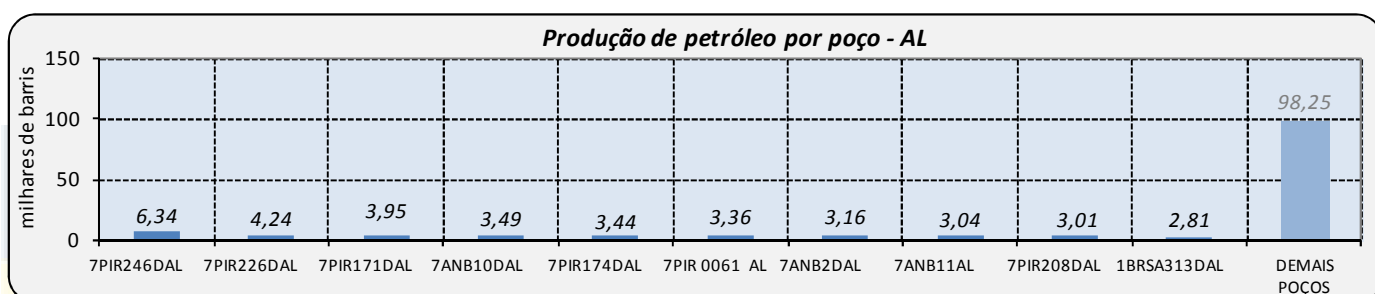 Produção de petróleo por poço - AL
milhares de barris
150
100
50
0
6,34 4,24 3,95 3,49 3,44 3,36 3,16 3,04 3,01 2,81 98,25
7PIR246DAL 7PIR226DAL 7PIR171DAL 7ANB10DAL 7PIR174DAL 7PIR 0061 AL 7ANB2DAL 7ANB11AL 7PIR208DAL 1BRSA313DAL DEMAIS
POÇOS